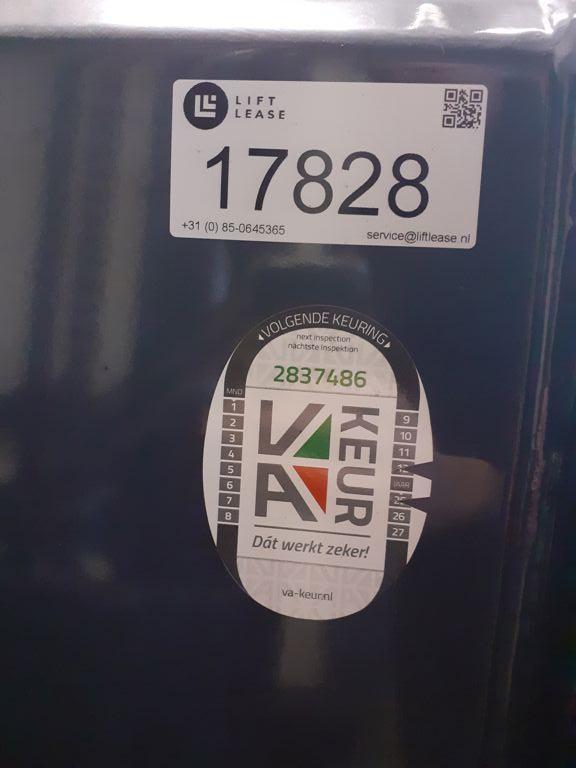 LIFT
LEASE
17828
+31 (0) 85-0645365
service@liftlease.nl
VOLGENDE KEURING
next inspection
nächste Inspektion
2837486
MND
1
2
3
4
5
6
7
8
VA
KEUR
9
10
11
12
JAAR
25
26
27
Dát werkt zeker!
va-keur.nl